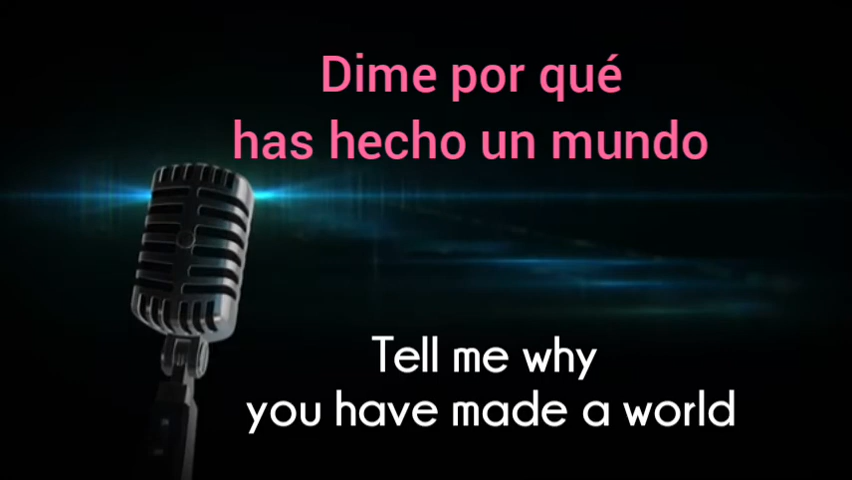 Dime por qué
has hecho un mundo
Tell me why
you have made a world